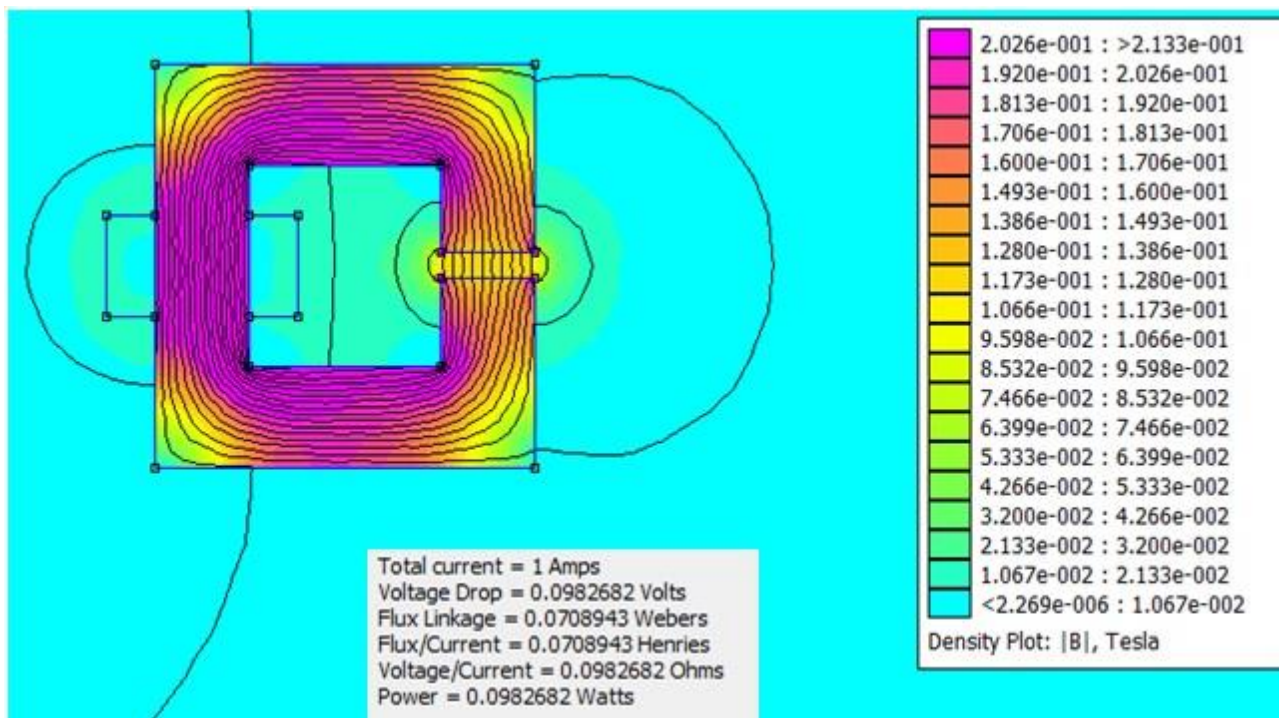 2.026e-001 : >2.133e-001
1.920e-001 : 2.026e-001
1.813e-001 : 1.920e-001
1.706e-001 : 1.813e-001
1.600e-001 : 1.706e-001
1.493e-001 : 1.600e-001
1.386e-001 : 1.493e-001
1.280e-001 : 1.386e-001
1.173e-001 : 1.280e-001
1.066e-001 : 1.173e-001
9.598e-002 : 1.066e-001
8.532e-002 : 9.598e-002
7.466e-002 : 8.532e-002
6.399e-002 : 7.466e-002
5.333e-002 : 6.399e-002
4.266e-002 : 5.333e-002
3.200e-002 : 4.266e-002
2.133e-002 : 3.200e-002
1.067e-002 : 2.133e-002
<2.269e-006 : 1.067e-002
Density Plot: |B|, Tesla
Total current = 1 Amps
Voltage Drop = 0.0982682 Volts
Flux Linkage = 0.0708943 Webers
Flux/Current = 0.0708943 Henries
Voltage/Current = 0.0982682 Ohms
Power = 0.0982682 Watts